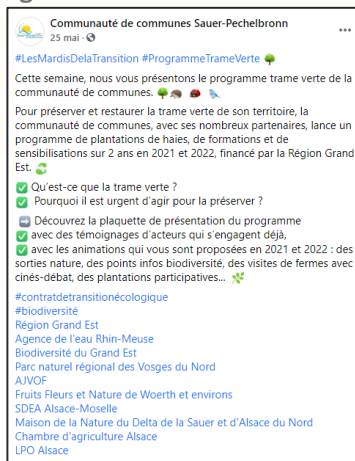 Communauté de communes Sauer-Pechelbronn
25 mai ·
#LesMardisDelaTransition #ProgrammeTrameVerte
Cette semaine, nous vous présentons le programme trame verte de la
communauté de communes.
Pour préserver et restaurer la trame verte de son territoire, la
communauté de communes, avec ses nombreux partenaires, lance un
programme de plantations de haies, de formations et de
sensibilisations sur 2 ans en 2021 et 2022, financé par la Région Grand
Est.
✅ Qu'est-ce que la trame verte ?
✅ Pourquoi il est urgent d'agir pour la préserver ?
➡ Découvrez la plaquette de présentation du programme
✅ avec des témoignages d'acteurs qui s'engagent déjà,
✅ avec les animations qui vous sont proposées en 2021 et 2022 : des
sorties nature, des points infos biodiversité, des visites de fermes avec
cinés-débat, des plantations participatives...
#contratdetransitionécologique
#biodiversité
Région Grand Est
Agence de l'eau Rhin-Meuse
Biodiversité du Grand Est
Parc naturel régional des Vosges du Nord
AJVOF
Fruits Fleurs et Nature de Woerth et environs
SDEA Alsace-Moselle
Maison de la Nature du Delta de la Sauer et d'Alsace du Nord
Chambre d'agriculture Alsace
LPO Alsace